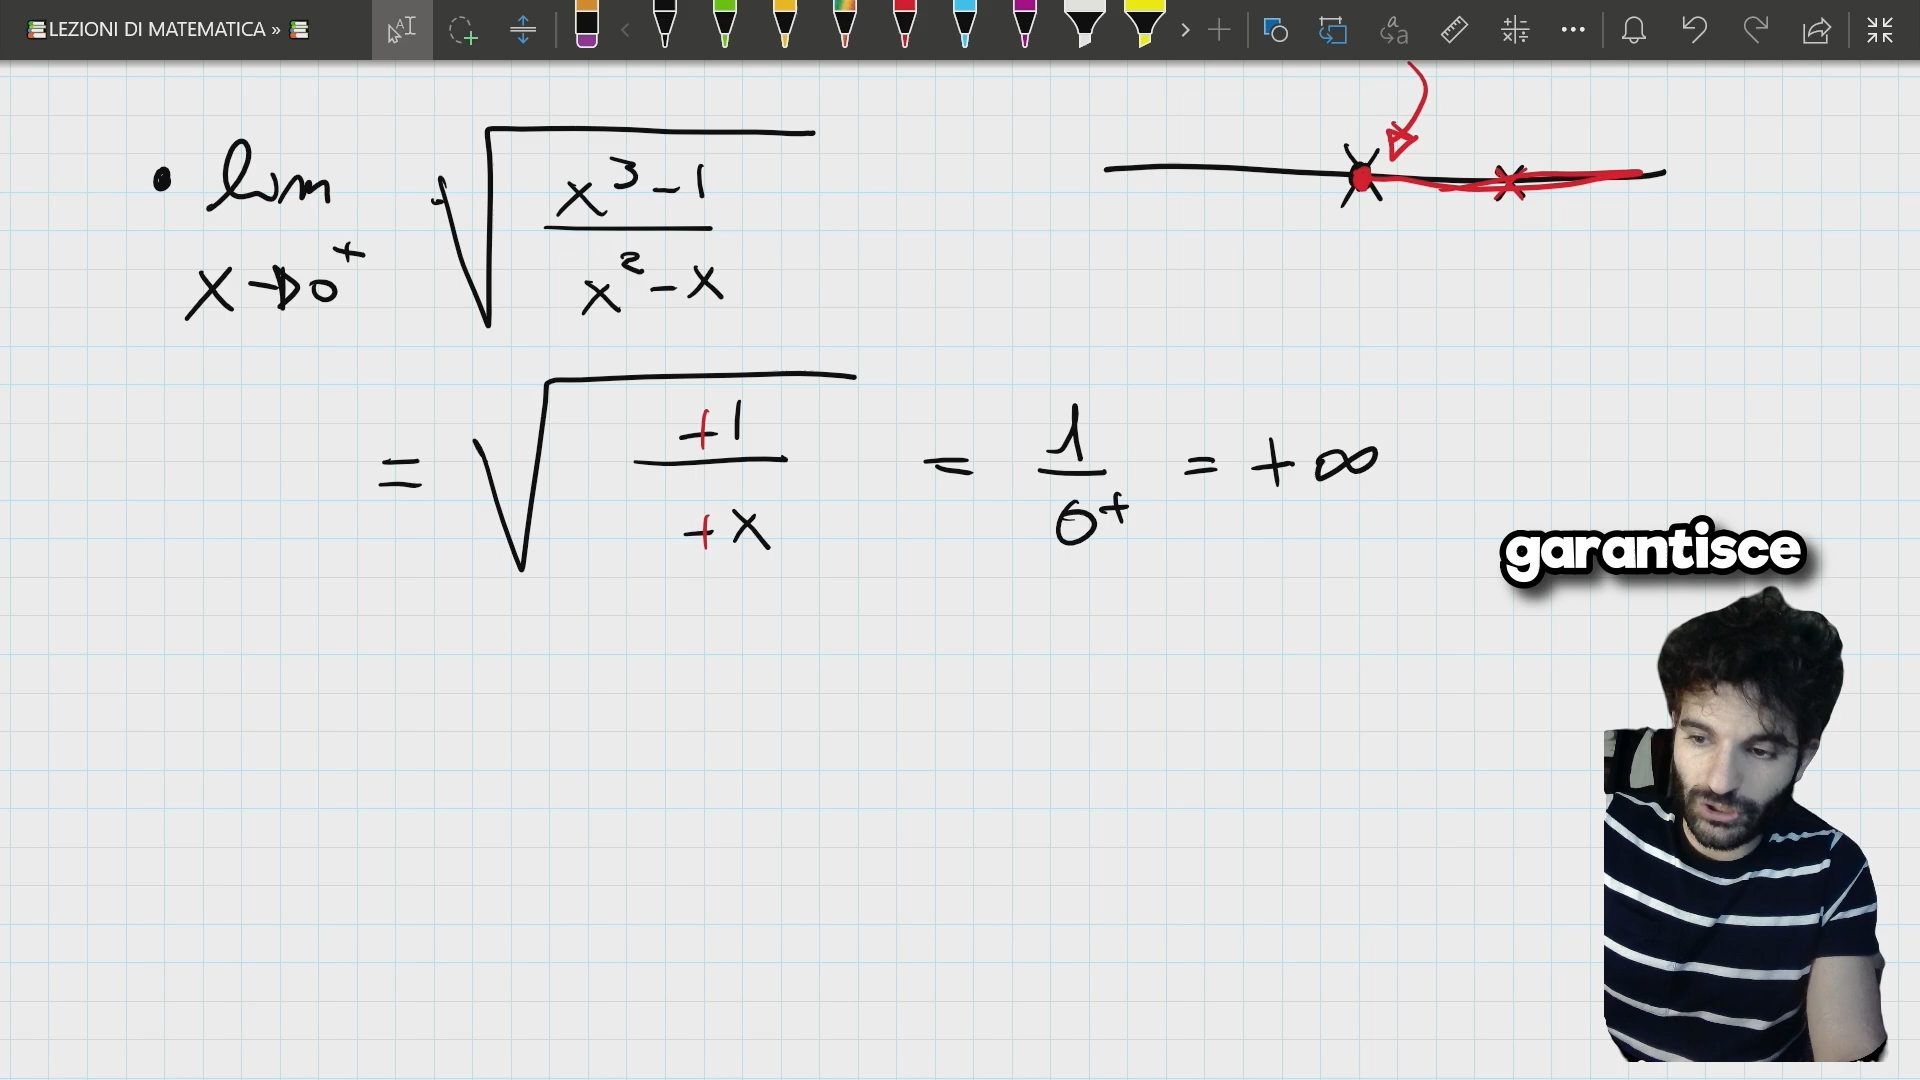 LEZIONI DI MATEMATICA »
• lim x→0⁺ √((x³ − 1)/(x² − x))
= √(+1/+x) = 1/0⁺ = +∞
garantisce